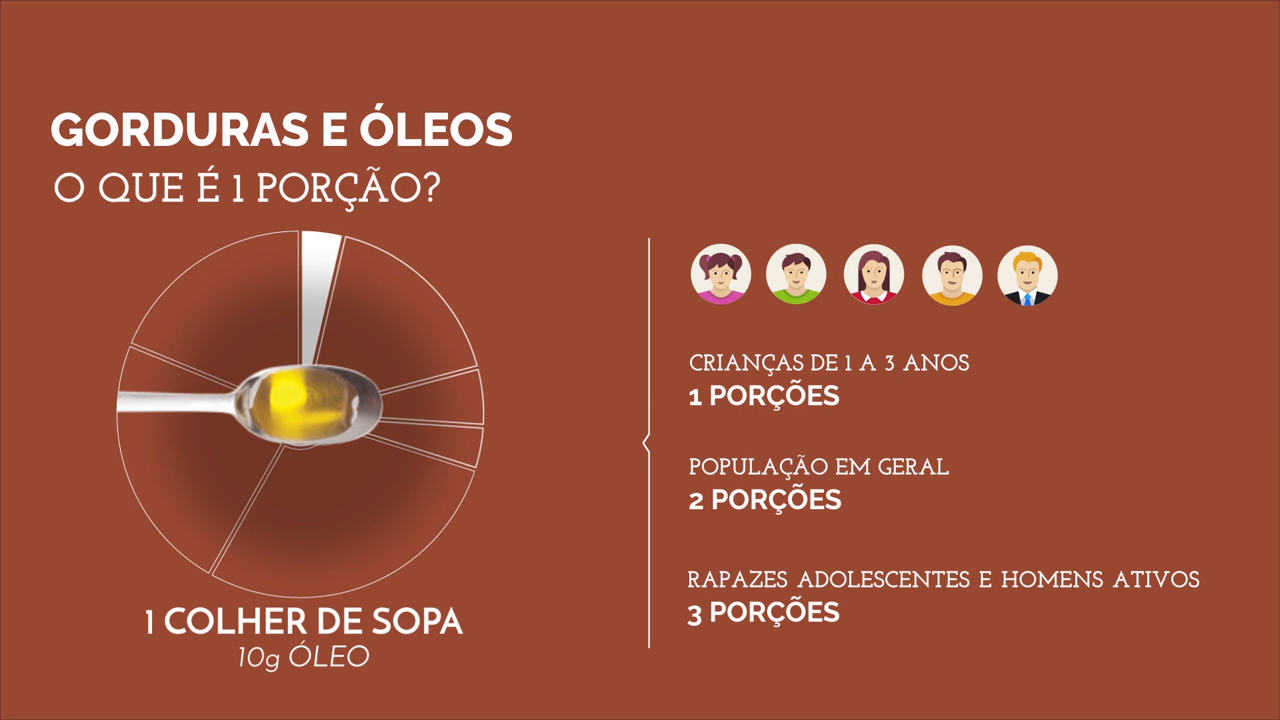 GORDURAS E ÓLEOS
O QUE É 1 PORÇÃO?
1 COLHER DE SOPA
10g ÓLEO
CRIANÇAS DE 1 A 3 ANOS
1 PORÇÕES
POPULAÇÃO EM GERAL
2 PORÇÕES
RAPAZES ADOLESCENTES E HOMENS ATIVOS
3 PORÇÕES